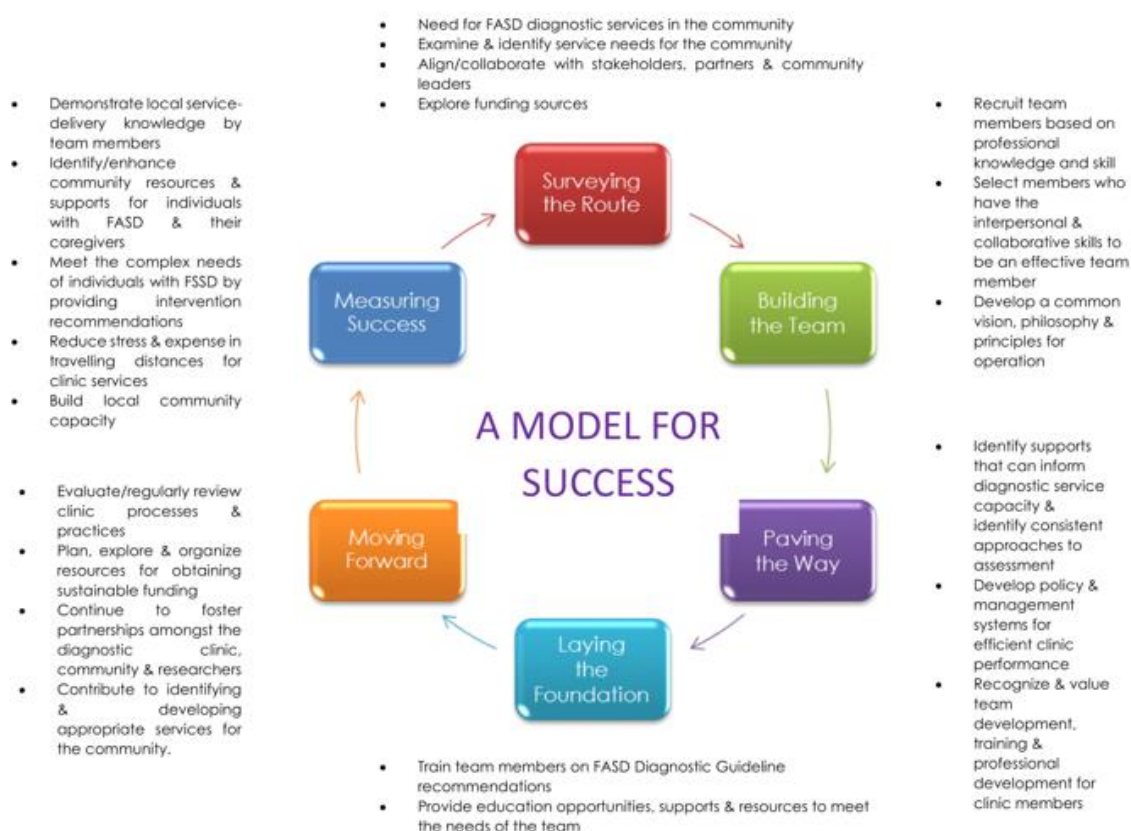 • Need for FASD diagnostic services in the community
• Examine & identify service needs for the community
• Align/collaborate with stakeholders, partners & community
leaders
• Explore funding sources
Surveying
the Route
• Recruit team
members based on
professional
knowledge and skill
• Select members who
have the
interpersonal &
collaborative skills to
be an effective team
member
• Develop a common
vision, philosophy &
principles for
operation
Building
the Team
• Identify supports
that can inform
diagnostic service
capacity &
identify consistent
approaches to
assessment
• Develop policy &
management
systems for
efficient clinic
performance
• Recognize & value
team
development,
training &
professional
development for
clinic members
Paving
the Way
Laying
the
Foundation
• Train team members on FASD Diagnostic Guideline
recommendations
• Provide education opportunities, supports & resources to meet
the needs of the team
Moving
Forward
• Evaluate/regularly review
clinic processes &
practices
• Plan, explore & organize
resources for obtaining
sustainable funding
• Continue to foster
partnerships amongst the
diagnostic clinic,
community & researchers
• Contribute to identifying
& developing
appropriate services for
the community.
Measuring
Success
• Demonstrate local service-
delivery knowledge by
team members
• Identify/enhance
community resources &
supports for individuals
with FASD & their
caregivers
• Meet the complex needs
of individuals with FSSD by
providing intervention
recommendations
• Reduce stress & expense in
travelling distances for
clinic services
• Build local community
capacity
A MODEL FOR
SUCCESS